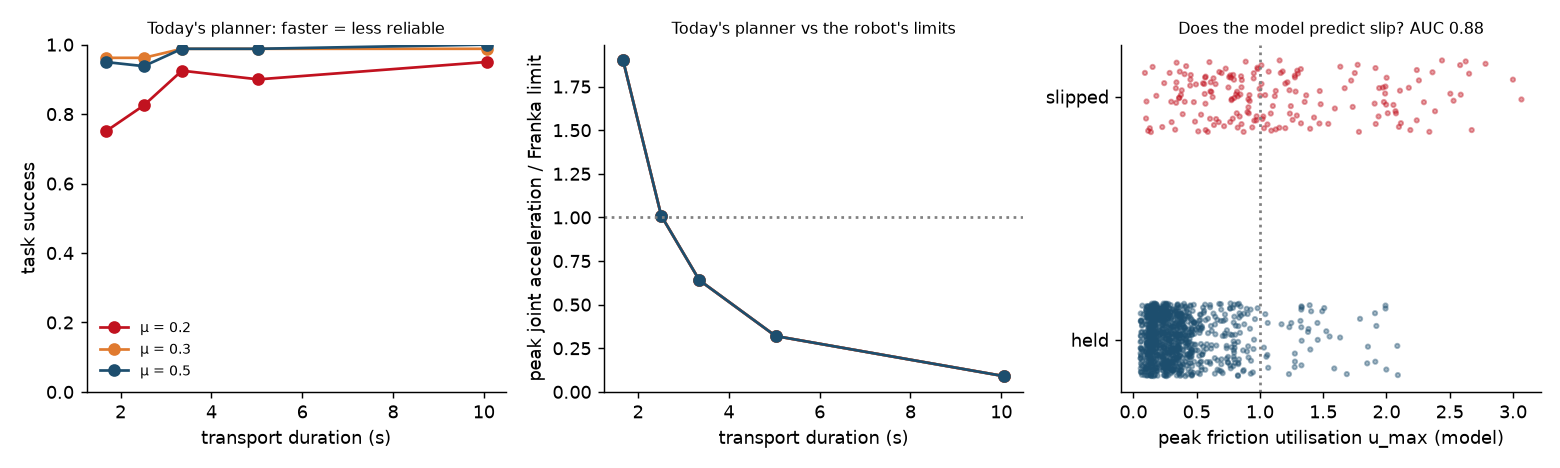 Today's planner: faster = less reliable
task success
1.0
0.8
0.6
0.4
0.2
0.0
μ = 0.2
μ = 0.3
μ = 0.5
2
4
6
8
10
transport duration (s)
Today's planner vs the robot's limits
peak joint acceleration / Franka limit
1.75
1.50
1.25
1.00
0.75
0.50
0.25
0.00
2
4
6
8
10
transport duration (s)
Does the model predict slip? AUC 0.88
slipped
held
0.0
0.5
1.0
1.5
2.0
2.5
3.0
peak friction utilisation u_max (model)